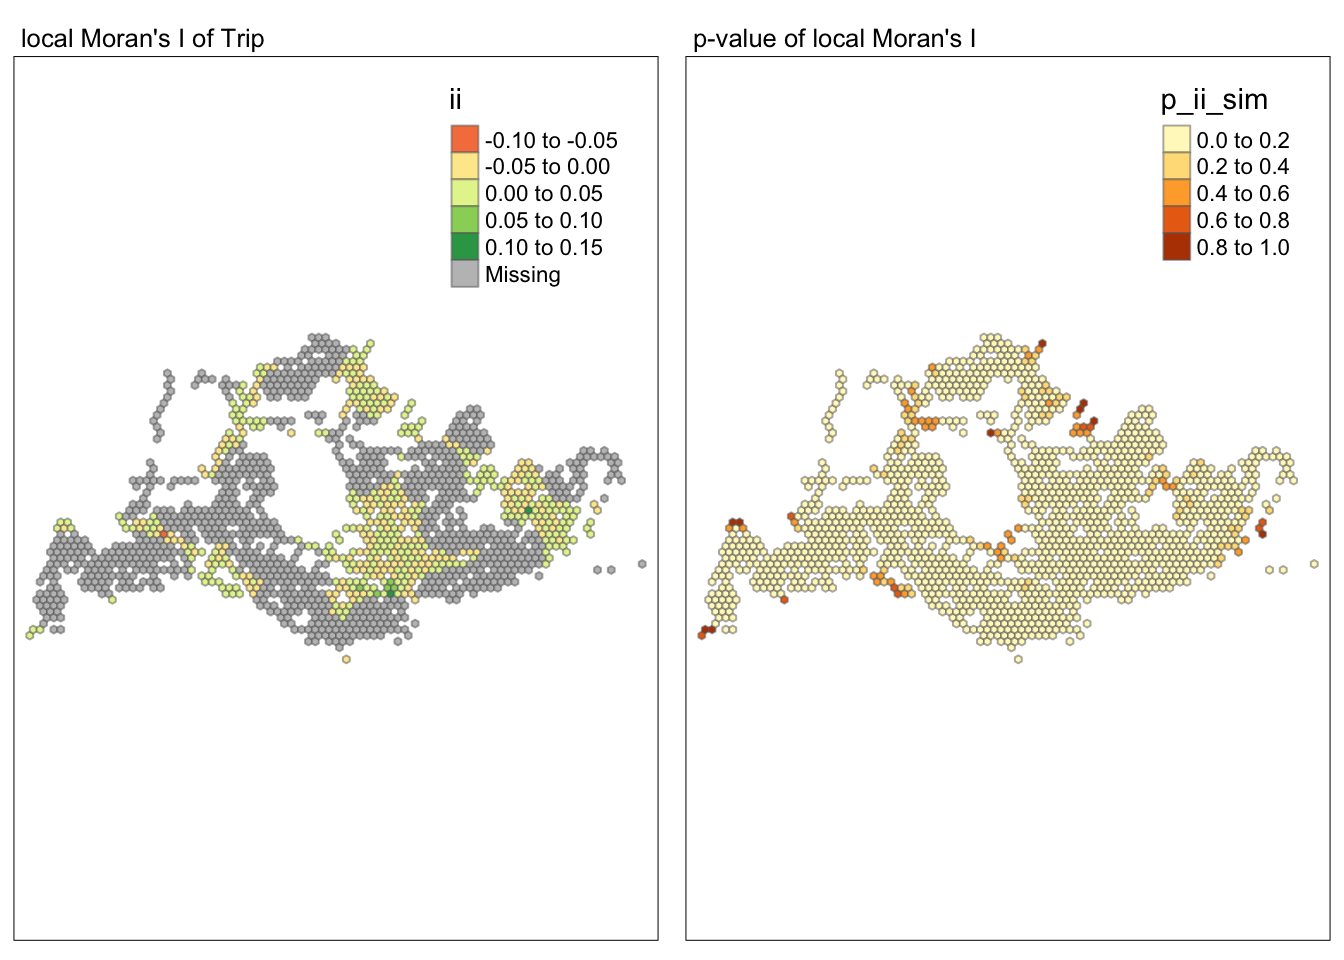 local Moran's I of Trip
ii
-0.10 to -0.05
-0.05 to 0.00
0.00 to 0.05
0.05 to 0.10
0.10 to 0.15
Missing
p-value of local Moran's I
p_ii_sim
0.0 to 0.2
0.2 to 0.4
0.4 to 0.6
0.6 to 0.8
0.8 to 1.0